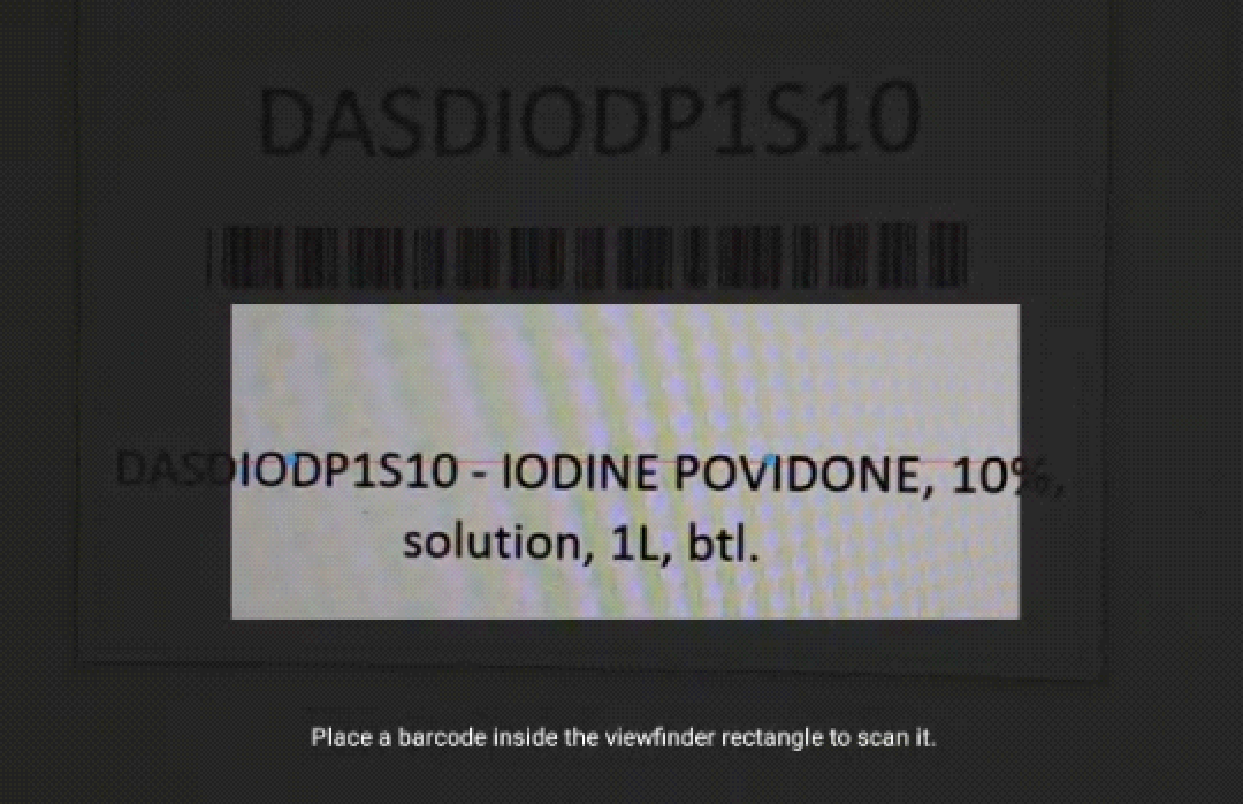 DASDIODP1S10
DASDIODP1S10 - IODINE POVIDONE, 10%,
solution, 1L, btl.
Place a barcode inside the viewfinder rectangle to scan it.